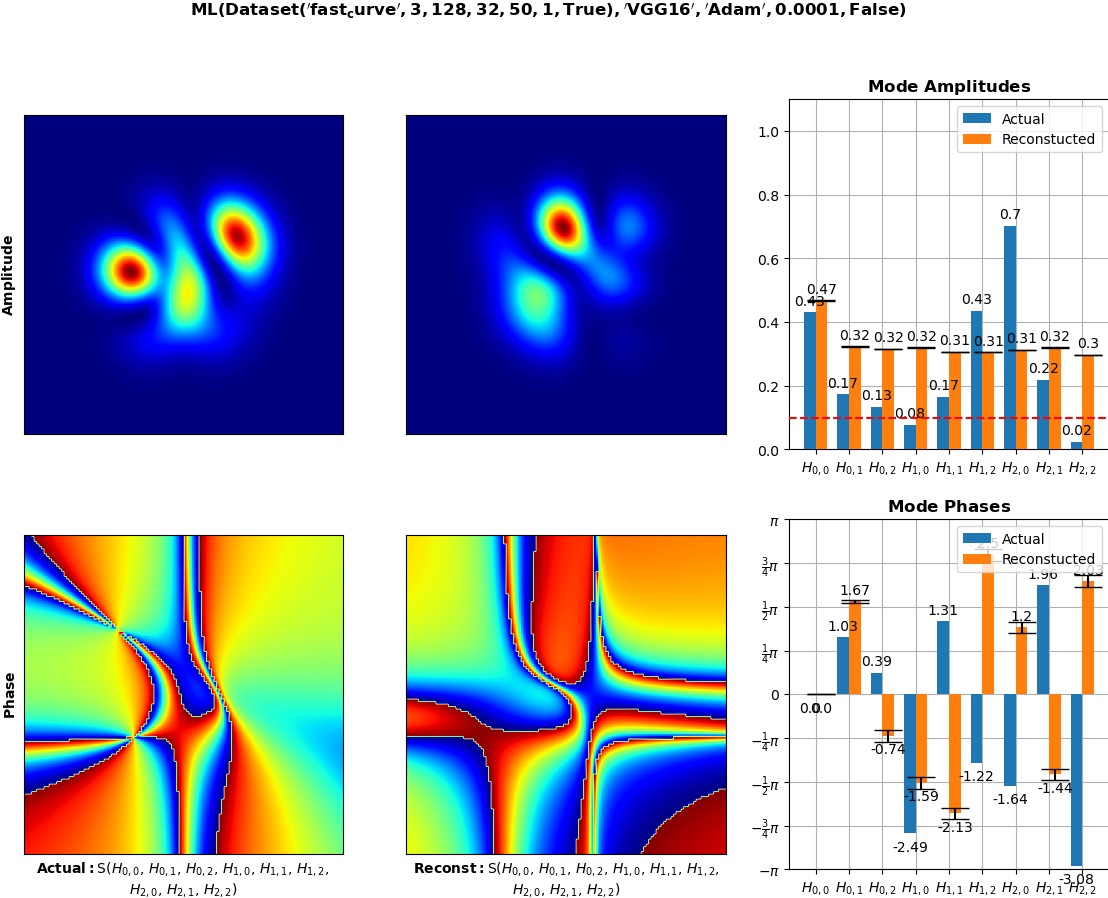 ML(Dataset(′fast_curve′, 3, 128, 32, 50, 1, True), ′VGG16′, ′Adam′, 0.0001, False)
Amplitude
Mode Amplitudes
Actual
Reconstucted
1.0
0.8
0.6
0.4
0.2
0.0
0.43
0.47
0.17
0.32
0.13
0.32
0.08
0.32
0.17
0.31
0.43
0.31
0.7
0.31
0.22
0.32
0.02
0.3
H0,0 H0,1 H0,2 H1,0 H1,1 H1,2 H2,0 H2,1 H2,2
Phase
Actual: S(H0,0, H0,1, H0,2, H1,0, H1,1, H1,2,
H2,0, H2,1, H2,2)
Reconst: S(H0,0, H0,1, H0,2, H1,0, H1,1, H1,2,
H2,0, H2,1, H2,2)
Mode Phases
Actual
Reconstucted
π
3/4π
1/2π
1/4π
0
−1/4π
−1/2π
−3/4π
−π
0.0
0.0
1.03
1.67
0.39
-0.74
-2.49
-1.59
1.31
-2.13
-1.22
2.5
-1.64
1.2
1.96
-1.44
-3.08
2.03
H0,0 H0,1 H0,2 H1,0 H1,1 H1,2 H2,0 H2,1 H2,2